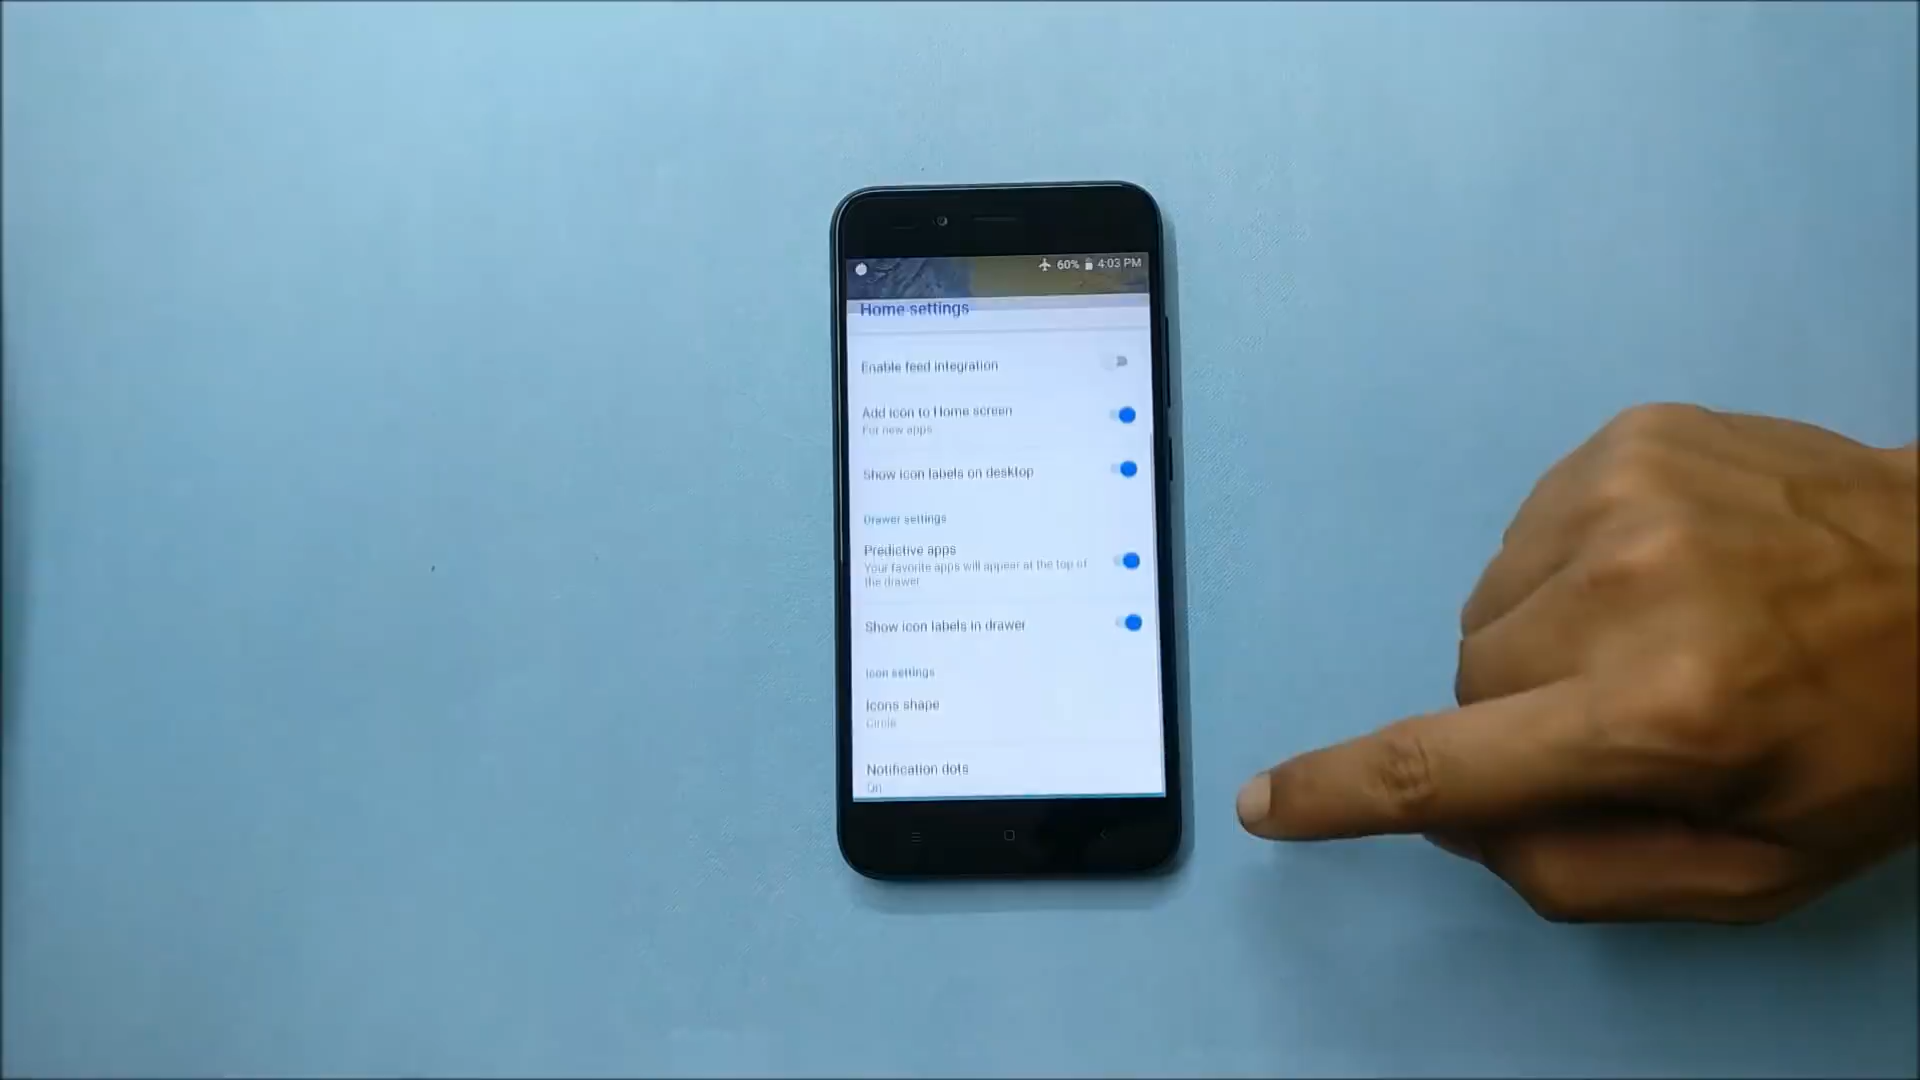 60% 4:03 PM
Home settings
Enable feed integration
Add icon to Home screen
For new apps
Show icon labels on desktop
Drawer settings
Predictive apps
Your favorite apps will appear at the top of
the drawer
Show icon labels in drawer
Icon settings
Icons shape
Circle
Notification dots
On